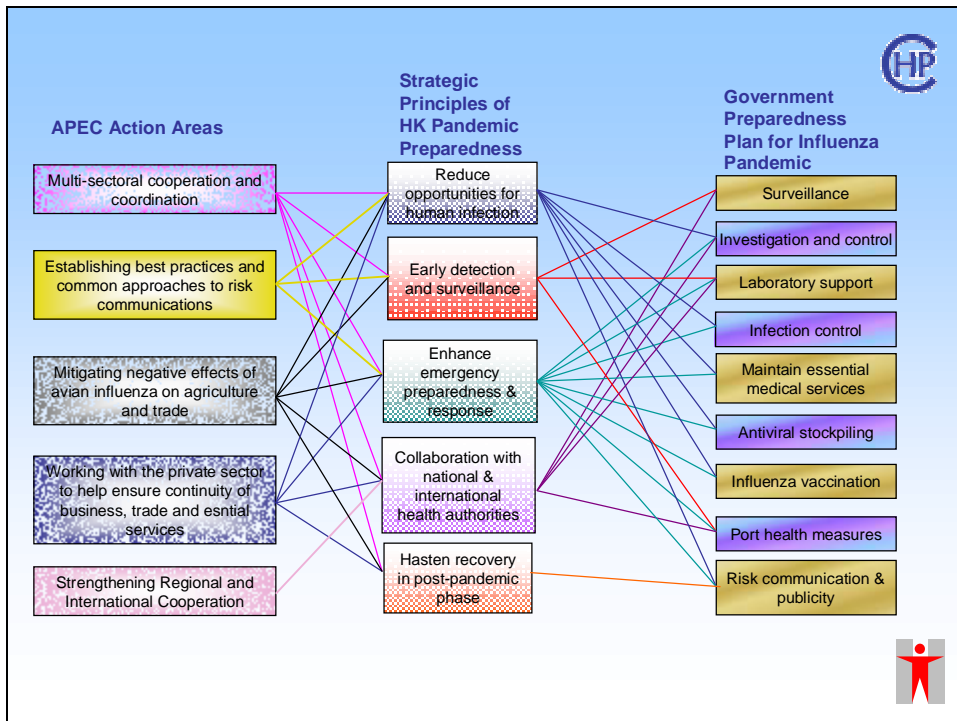 CHP
APEC Action Areas
Multi-sectoral cooperation and
coordination
Establishing best practices and
common approaches to risk
communications
Mitigating negative effects of
avian influenza on agriculture
and trade
Working with the private sector
to help ensure continuity of
business, trade and esntial
services
Strengthening Regional and
International Cooperation
Strategic
Principles of
HK Pandemic
Preparedness
Reduce
opportunities for
human infection
Early detection
and surveillance
Enhance
emergency
preparedness &
response
Collaboration with
national &
international
health authorities
Hasten recovery
in post-pandemic
phase
Government
Preparedness
Plan for Influenza
Pandemic
Surveillance
Investigation and control
Laboratory support
Infection control
Maintain essential
medical services
Antiviral stockpiling
Influenza vaccination
Port health measures
Risk communication &
publicity